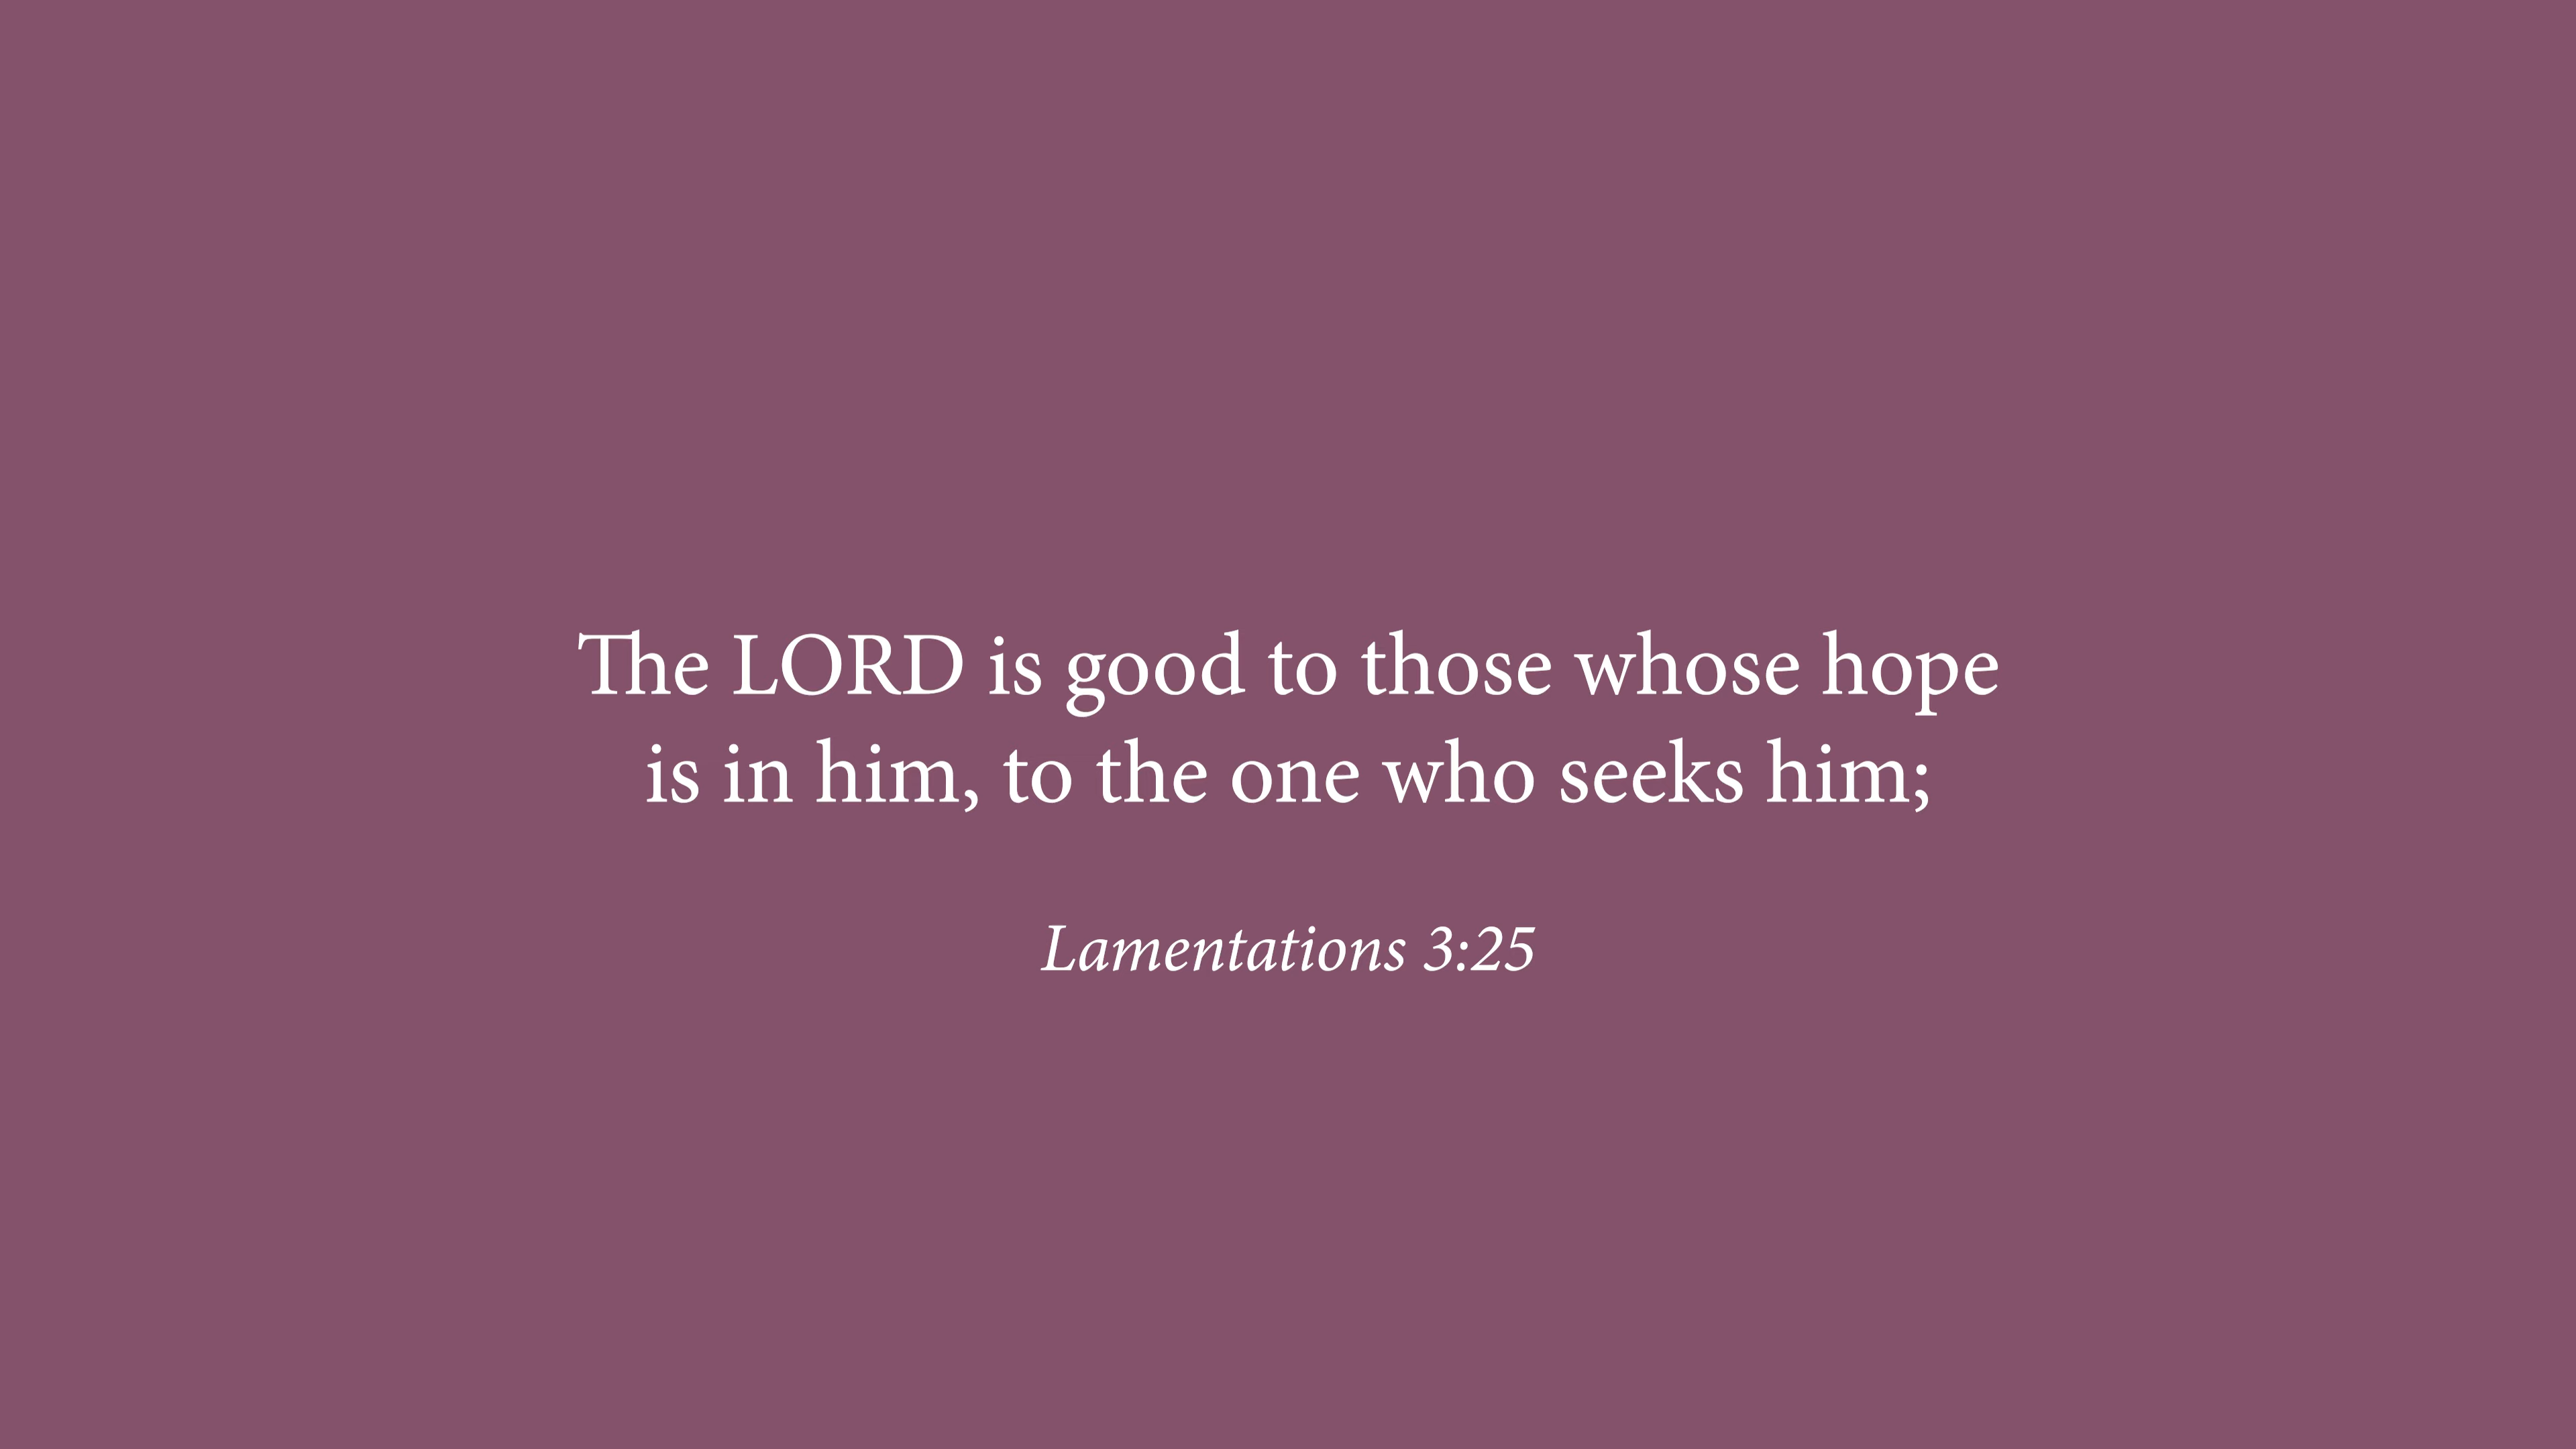 The LORD is good to those whose hope
is in him, to the one who seeks him;
Lamentations 3:25